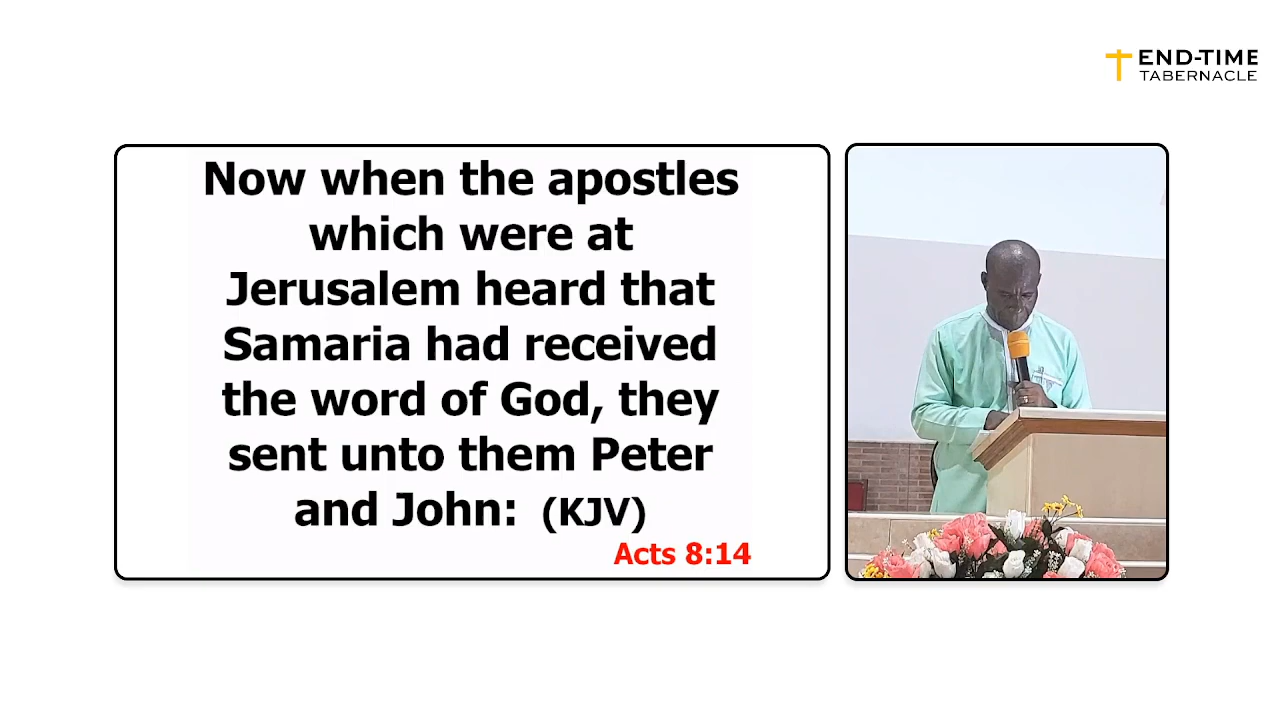 END-TIME
TABERNACLE
Now when the apostles
which were at
Jerusalem heard that
Samaria had received
the word of God, they
sent unto them Peter
and John: (KJV)
Acts 8:14